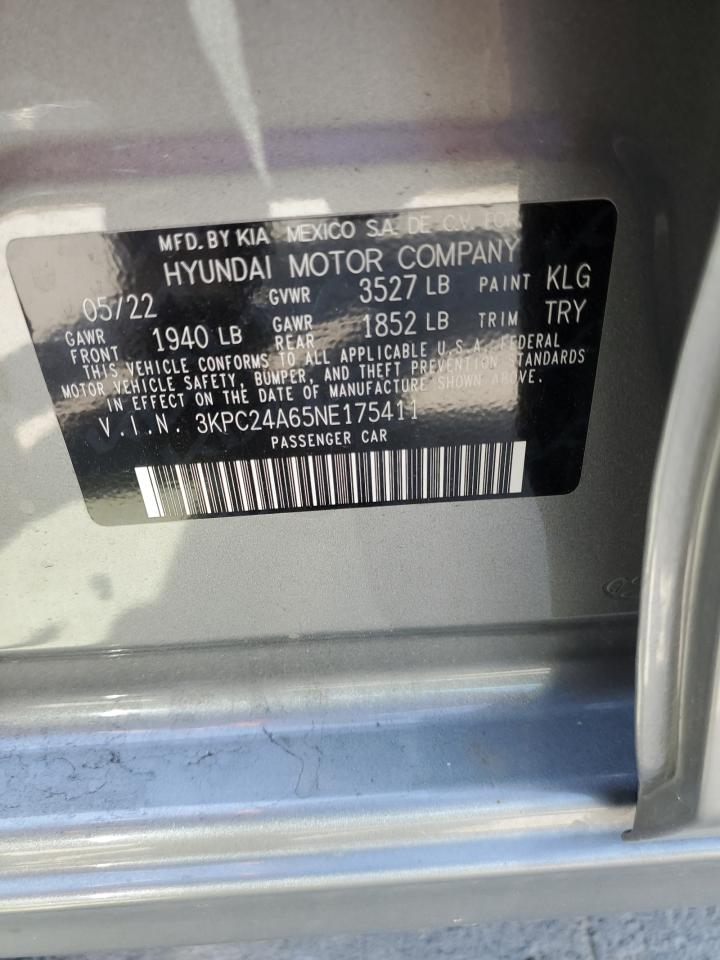 MFD. BY KIA MEXICO S.A. DE C.V. FOR
HYUNDAI MOTOR COMPANY
05/22 GVWR 3527 LB PAINT KLG
GAWR FRONT 1940 LB GAWR REAR 1852 LB TRIM TRY
THIS VEHICLE CONFORMS TO ALL APPLICABLE U.S.A. FEDERAL
MOTOR VEHICLE SAFETY, BUMPER, AND THEFT PREVENTION STANDARDS
IN EFFECT ON THE DATE OF MANUFACTURE SHOWN ABOVE.
V.I.N. 3KPC24A65NE175411
PASSENGER CAR